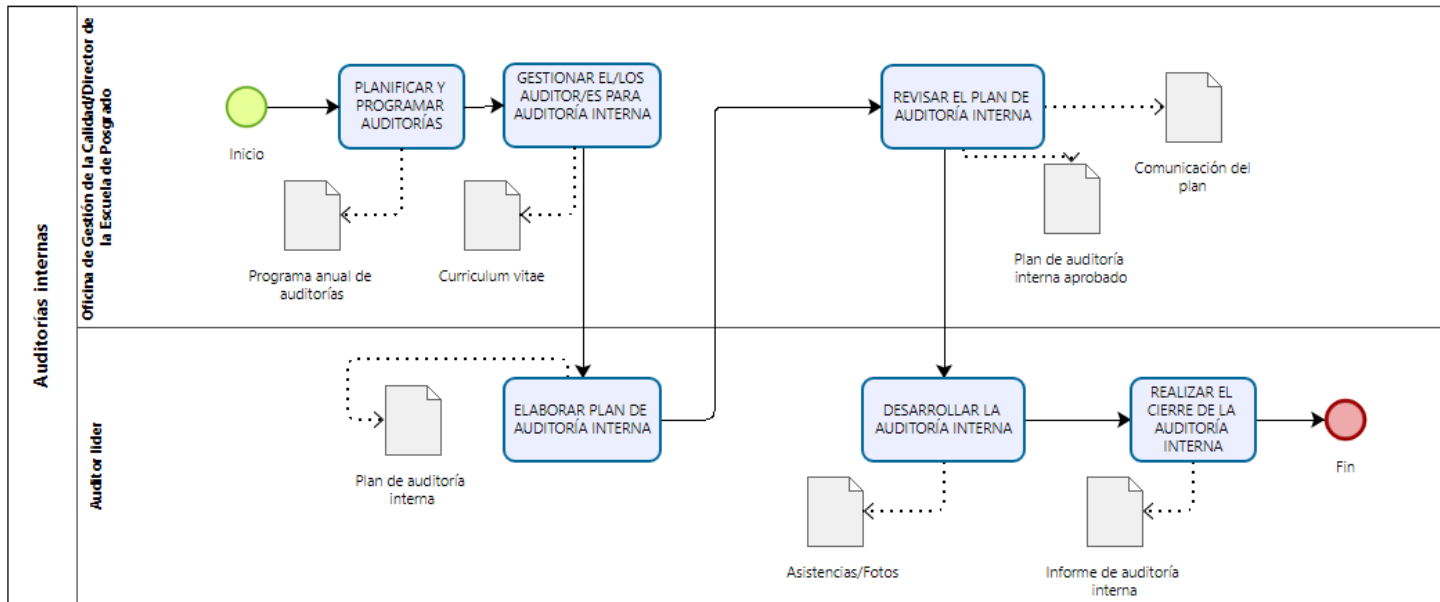 Auditorías internas
Oficina de Gestión de la Calidad/Director de
la Escuela de Posgrado
Inicio
PLANIFICAR Y
PROGRAMAR
AUDITORÍAS
GESTIONAR EL/LOS
AUDITOR/ES PARA
AUDITORÍA INTERNA
REVISAR EL PLAN DE
AUDITORÍA INTERNA
Programa anual de
auditorías
Curriculum vitae
Comunicación del
plan
Plan de auditoría
interna aprobado
Auditor líder
ELABORAR PLAN DE
AUDITORÍA INTERNA
Plan de auditoría
interna
DESARROLLAR LA
AUDITORÍA INTERNA
REALIZAR EL
CIERRE DE LA
AUDITORÍA
INTERNA
Fin
Asistencias/Fotos
Informe de auditoría
interna